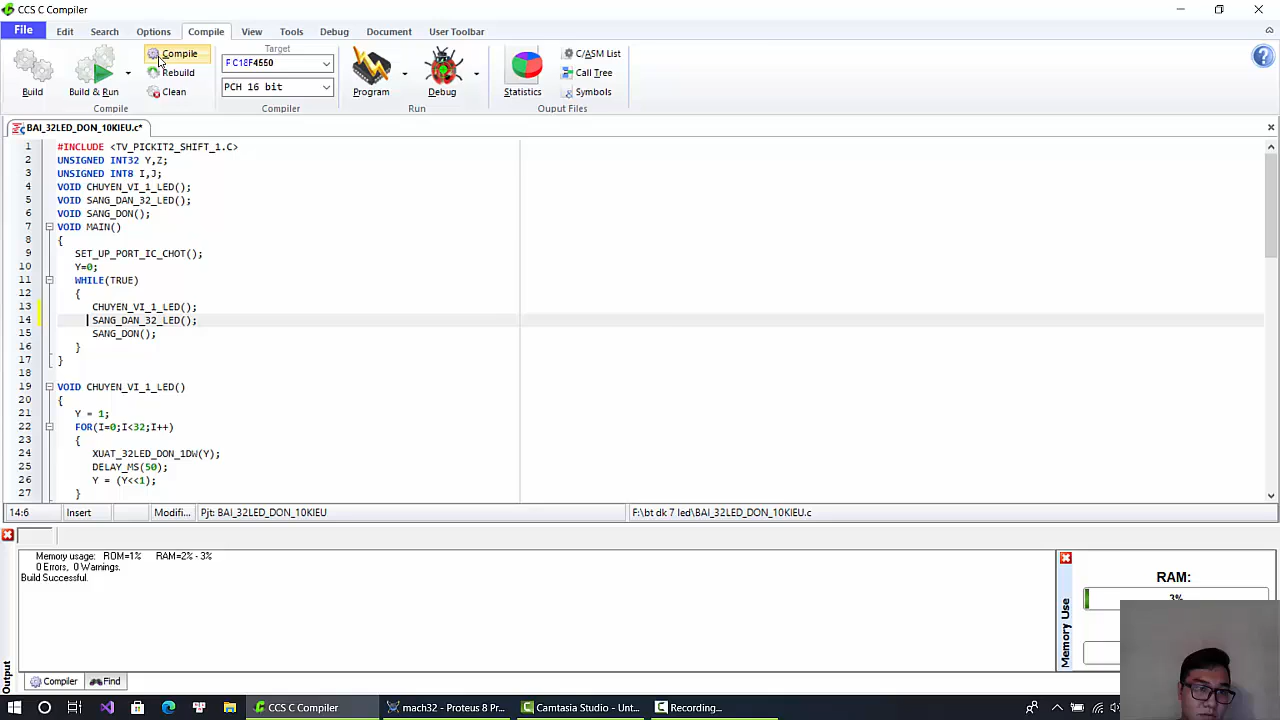 CCS C Compiler
File Edit Search Options Compile View Tools Debug Document User Toolbar
Build
Build & Run
Compile
Rebuild
Clean
Compile
Target
PCH 16 bit
Compiler
Program
Debug
Run
Statistics
C/ASM List
Call Tree
Symbols
Ouput Files
BAI_32LED_DON_10KIEU.c*
1 #INCLUDE <TV_PICKIT2_SHIFT_1.C>
2 UNSIGNED INT32 Y,Z;
3 UNSIGNED INT8 I,J;
4 VOID CHUYEN_VI_1_LED();
5 VOID SANG_DAN_32_LED();
6 VOID SANG_DON();
7 VOID MAIN()
8 {
9 SET_UP_PORT_IC_CHOT();
10 Y=0;
11 WHILE(TRUE)
12 {
13 CHUYEN_VI_1_LED();
14 SANG_DAN_32_LED();
15 SANG_DON();
16 }
17 }
18
19 VOID CHUYEN_VI_1_LED()
20 {
21 Y = 1;
22 FOR(I=0;I<32;I++)
23 {
24 XUAT_32LED_DON_1DW(Y);
25 DELAY_MS(50);
26 Y = (Y<<1);
27 }
14:6 Insert Modifi... Pjt: BAI_32LED_DON_10KIEU F:\bt dk 7 led\BAI_32LED_DON_10KIEU.c
Memory usage: ROM=1% RAM=2% - 3%
0 Errors, 0 Warnings.
Build Successful.
Output
Compiler Find
Memory Use
RAM:
3%
CCS C Compiler
mach32 - Proteus 8 Pr...
Camtasia Studio - Unt...
Recording...